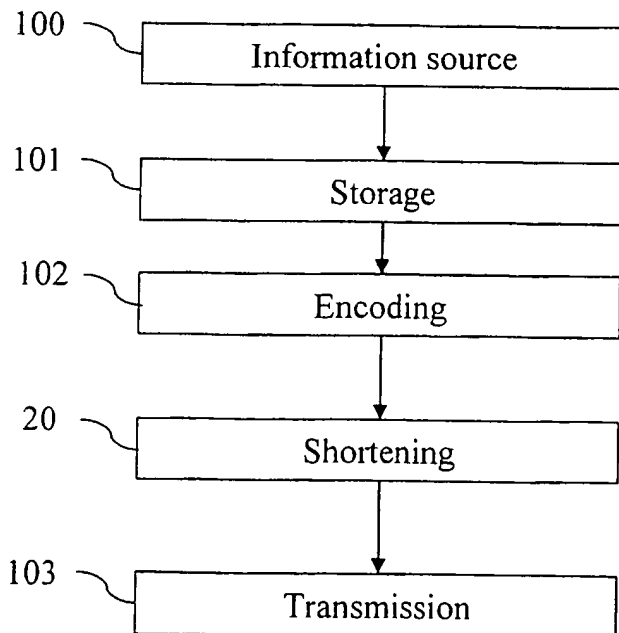 100
Information source
101
Storage
102
Encoding
20
Shortening
103
Transmission